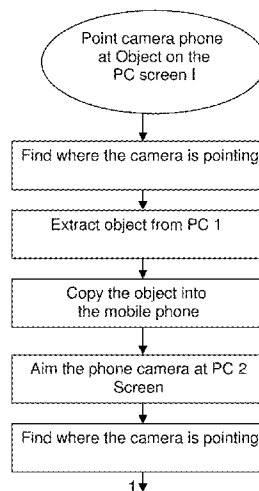 Point camera phone
at Object on the
PC screen I
Find where the camera is pointing
Extract object from PC 1
Copy the object into
the mobile phone
Aim the phone camera at PC 2
Screen
Find where the camera is pointing
1